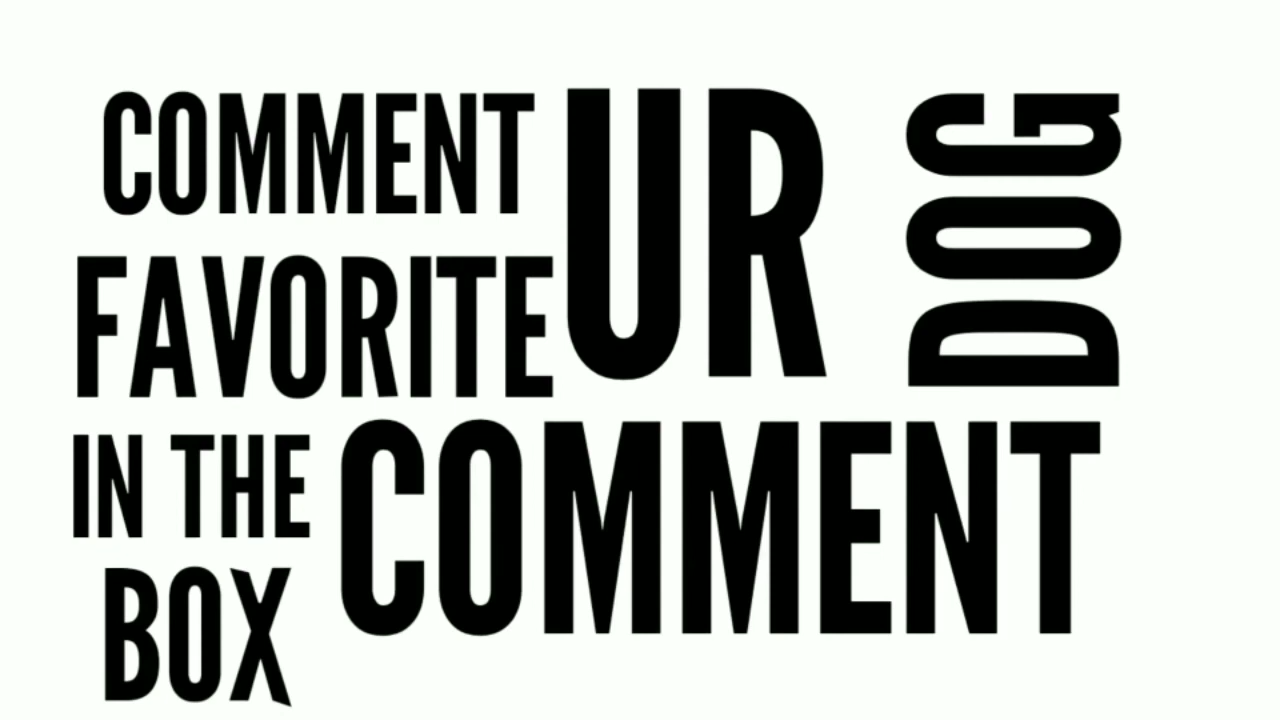 COMMENT
UR
FAVORITE
DOG
IN THE
COMMENT
BOX